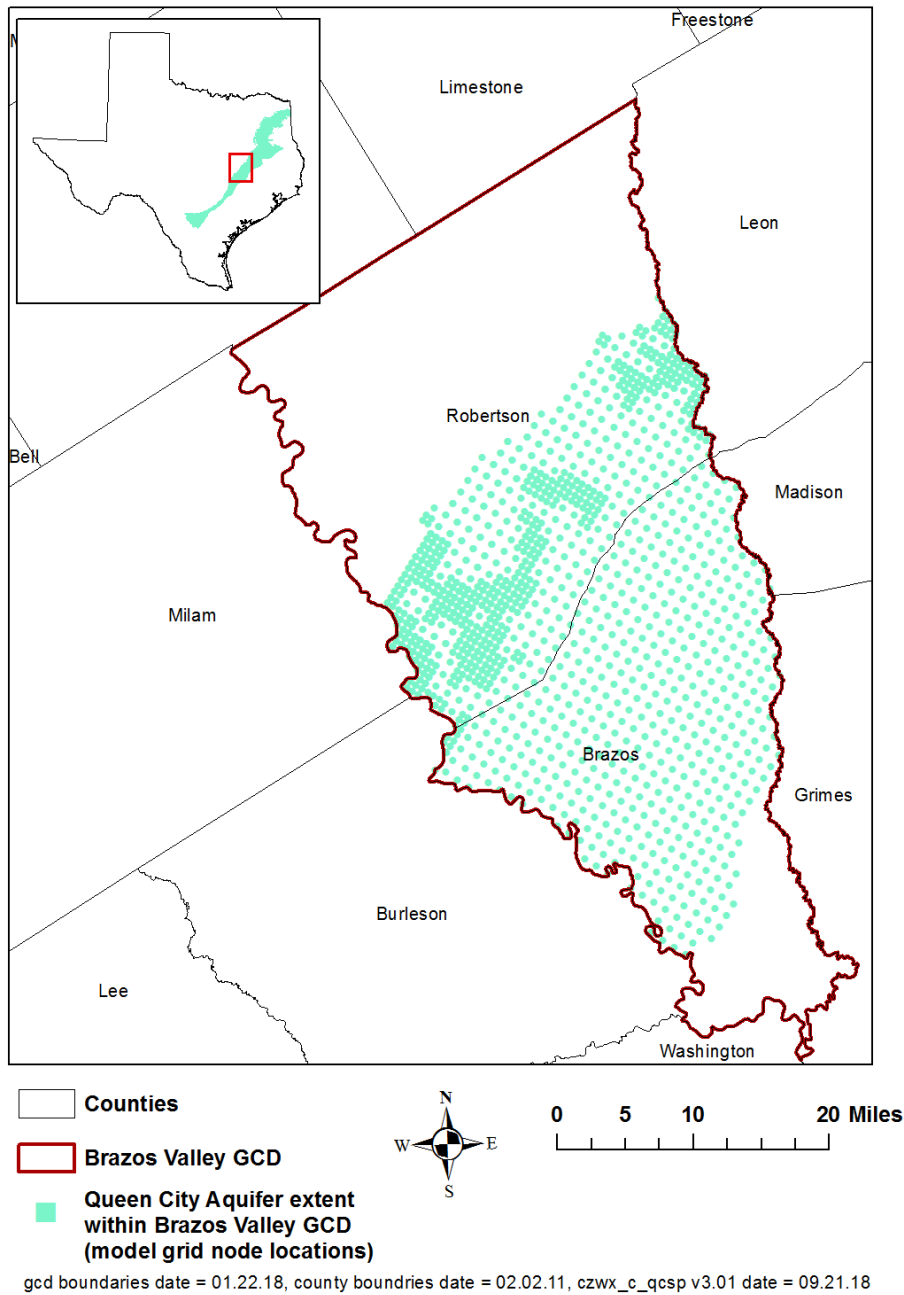 Freestone
Limestone
Leon
Robertson
Bell
Madison
Milam
Brazos
Grimes
Burleson
Lee
Washington
Counties
Brazos Valley GCD
Queen City Aquifer extent
within Brazos Valley GCD
(model grid node locations)
N
W
E
S
0 5 10 20 Miles
gcd boundaries date = 01.22.18, county boundries date = 02.02.11, czwx_c_qcsp v3.01 date = 09.21.18